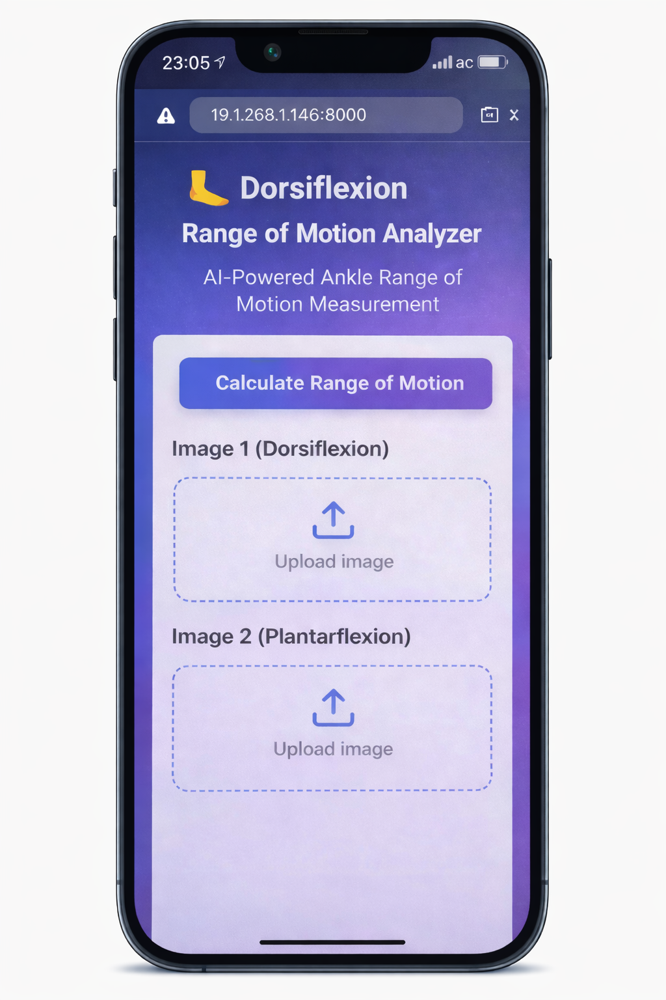 23:05
ac
19.1.268.1.146:8000
Dorsiflexion
Range of Motion Analyzer
AI-Powered Ankle Range of
Motion Measurement
Calculate Range of Motion
Image 1 (Dorsiflexion)
Upload image
Image 2 (Plantarflexion)
Upload image